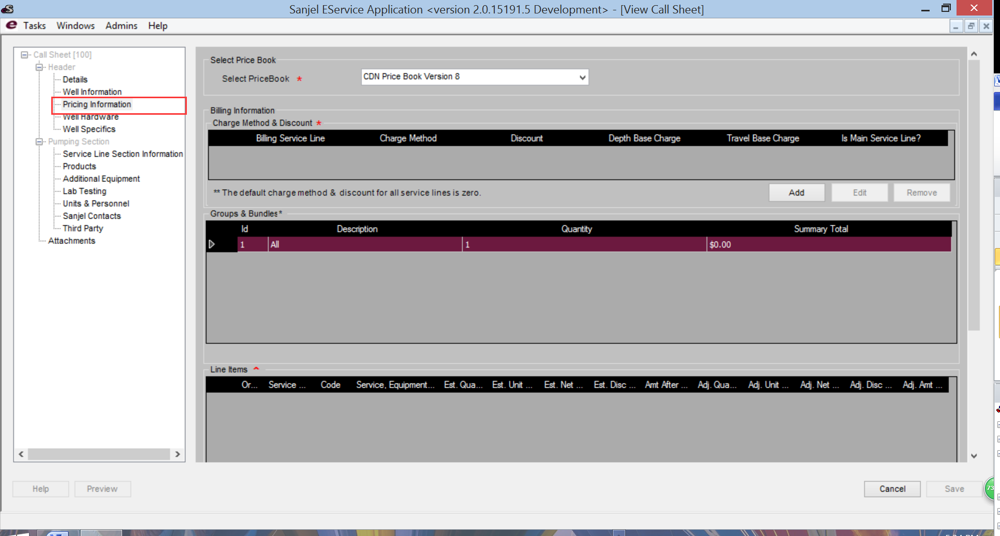 Sanjel EService Application <version 2.0.15191.5 Development> - [View Call Sheet]
Tasks Windows Admins Help
Call Sheet [100]
Header
Details
Well Information
Pricing Information
Well Hardware
Well Specifics
Pumping Section
Service Line Section Information
Products
Additional Equipment
Lab Testing
Units & Personnel
Sanjel Contacts
Third Party
Attachments
Select Price Book
Select PriceBook * CDN Price Book Version 8
Billing Information
Charge Method & Discount *
Billing Service Line Charge Method Discount Depth Base Charge Travel Base Charge Is Main Service Line?
** The default charge method & discount for all service lines is zero.
Add Edit Remove
Groups & Bundles*
Id Description Quantity Summary Total
1 All 1 $0.00
Line Items
Or... Service ... Code Service, Equipment... Est. Qua... Est. Unit ... Est. Net ... Est. Disc ... Amt After ... Adj. Qua... Adj. Unit ... Adj. Net ... Adj. Disc ... Adj. Amt ...
Help Preview Cancel Save
73